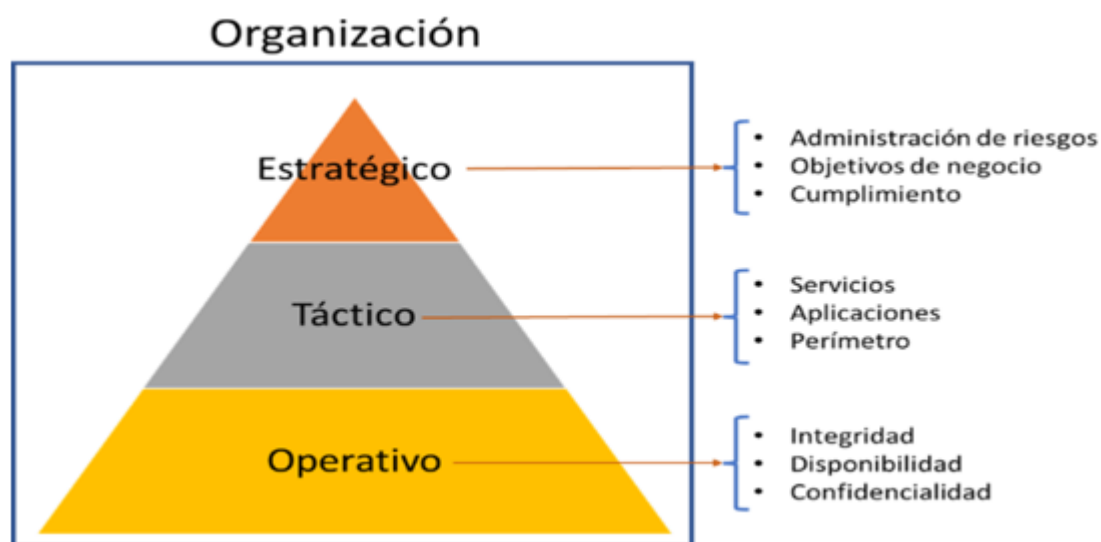 Organización
Estratégico
• Administración de riesgos
• Objetivos de negocio
• Cumplimiento
Táctico
• Servicios
• Aplicaciones
• Perímetro
Operativo
• Integridad
• Disponibilidad
• Confidencialidad